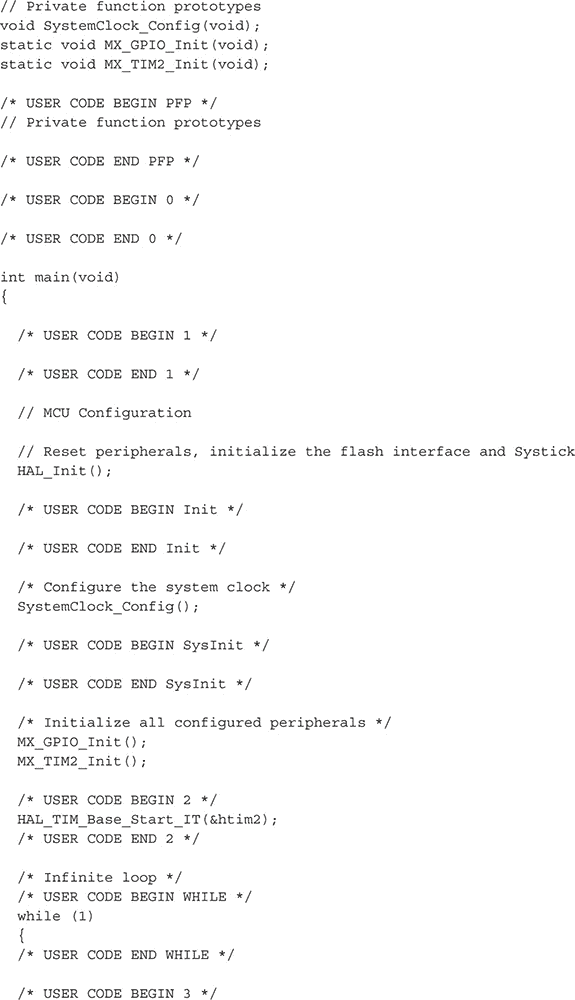 // Private function prototypes
void SystemClock_Config(void);
static void MX_GPIO_Init(void);
static void MX_TIM2_Init(void);

/* USER CODE BEGIN PFP */
// Private function prototypes

/* USER CODE END PFP */

/* USER CODE BEGIN 0 */

/* USER CODE END 0 */

int main(void)
{

  /* USER CODE BEGIN 1 */

  /* USER CODE END 1 */

  // MCU Configuration

  // Reset peripherals, initialize the flash interface and Systick
  HAL_Init();

  /* USER CODE BEGIN Init */

  /* USER CODE END Init */

  /* Configure the system clock */
  SystemClock_Config();

  /* USER CODE BEGIN SysInit */

  /* USER CODE END SysInit */

  /* Initialize all configured peripherals */
  MX_GPIO_Init();
  MX_TIM2_Init();

  /* USER CODE BEGIN 2 */
  HAL_TIM_Base_Start_IT(&htim2);
  /* USER CODE END 2 */

  /* Infinite loop */
  /* USER CODE BEGIN WHILE */
  while (1)
  {
  /* USER CODE END WHILE */

  /* USER CODE BEGIN 3 */